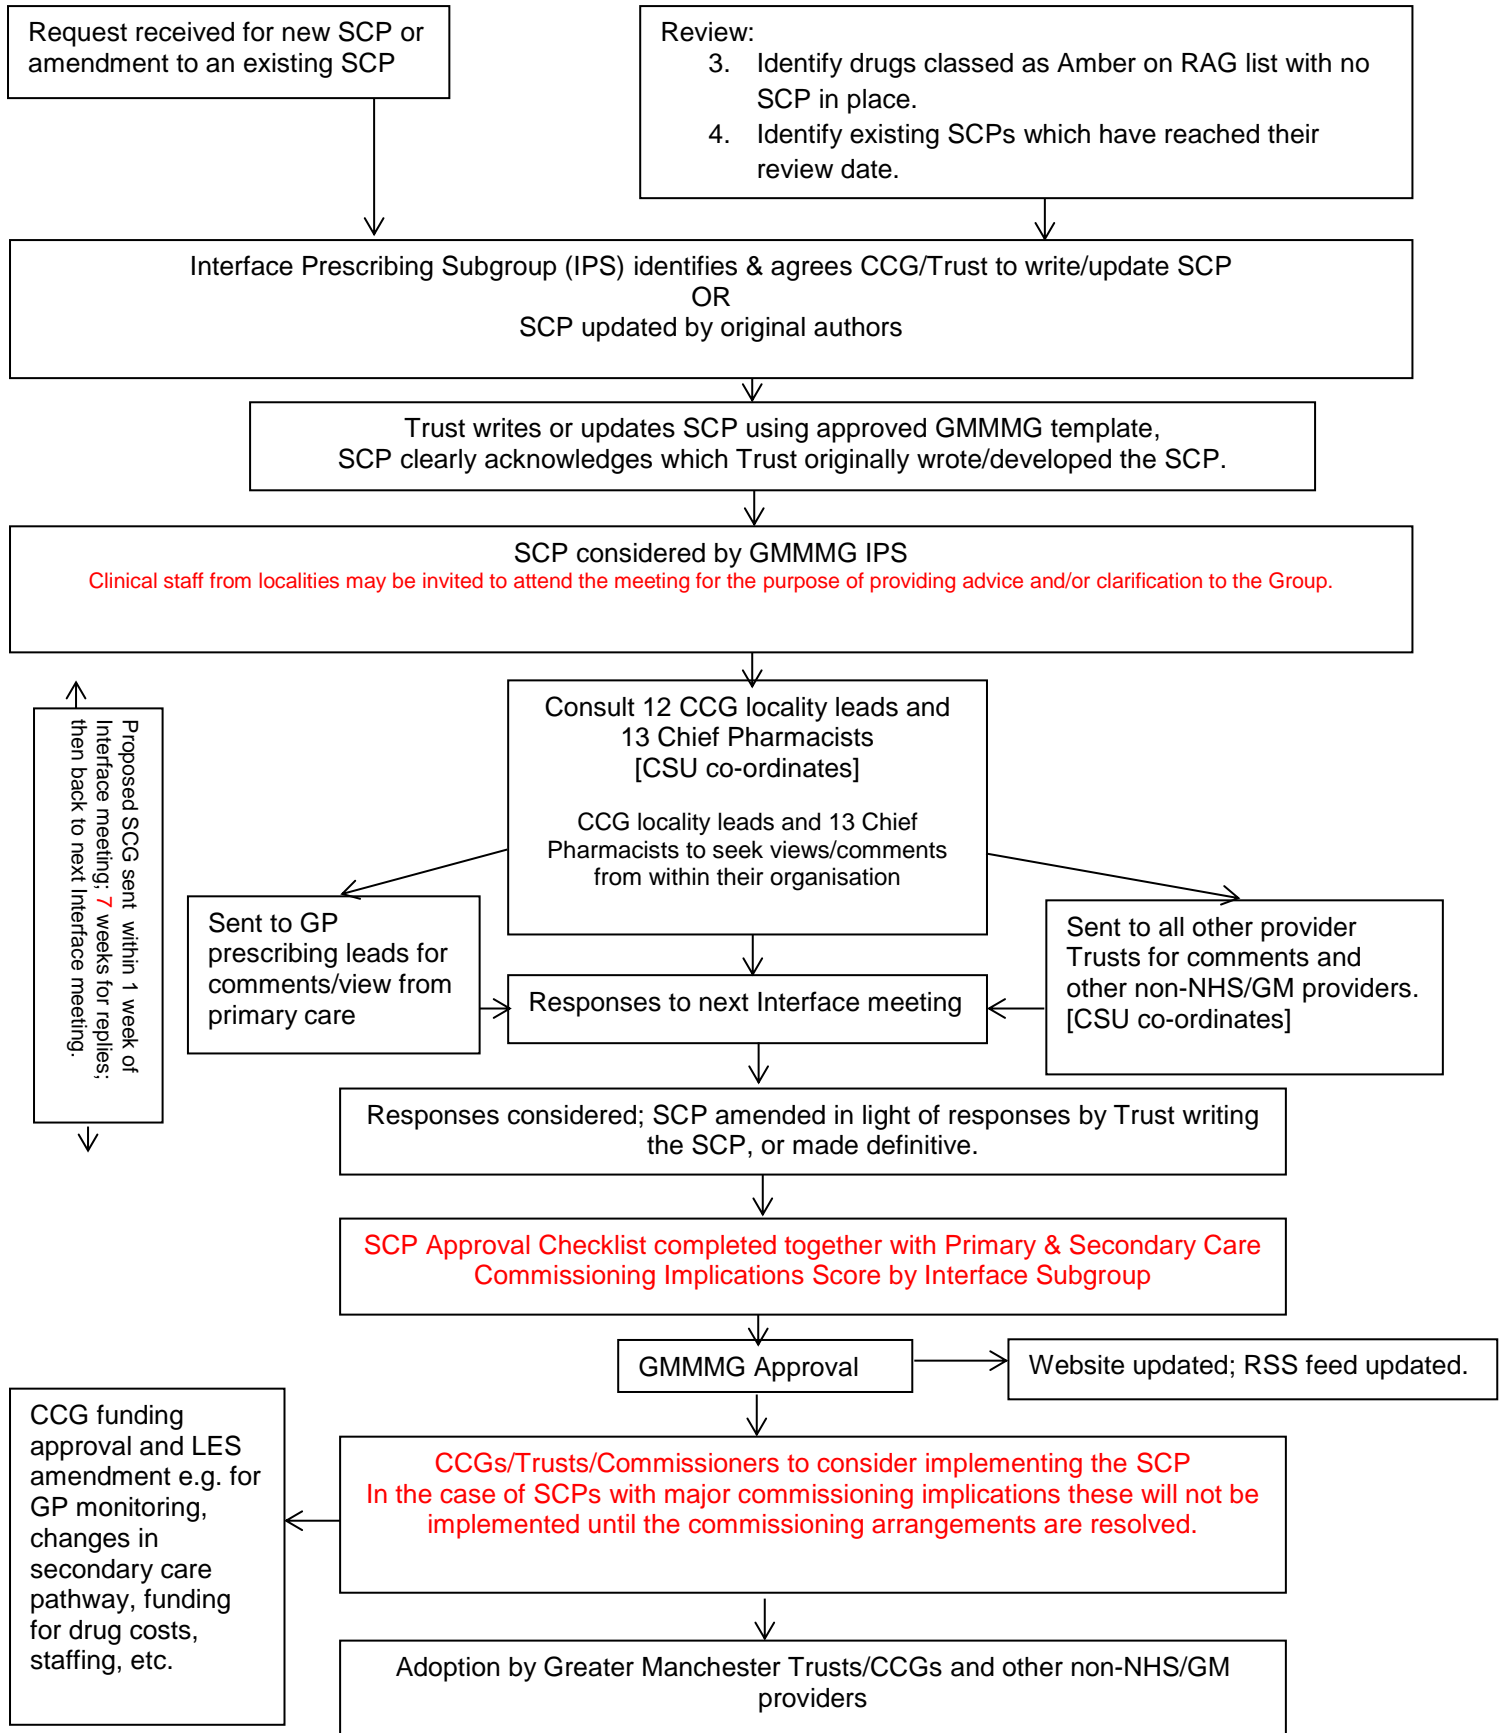 Request received for new SCP or
amendment to an existing SCP
Review:
3. Identify drugs classed as Amber on RAG list with no
SCP in place.
4. Identify existing SCPs which have reached their
review date.
Interface Prescribing Subgroup (IPS) identifies & agrees CCG/Trust to write/update SCP
OR
SCP updated by original authors
Trust writes or updates SCP using approved GMMMG template,
SCP clearly acknowledges which Trust originally wrote/developed the SCP.
SCP considered by GMMMG IPS
Clinical staff from localities may be invited to attend the meeting for the purpose of providing advice and/or clarification to the Group.
Proposed SCG sent within 1 week of
Interface meeting; 7 weeks for replies;
then back to next Interface meeting.
Consult 12 CCG locality leads and
13 Chief Pharmacists
[CSU co-ordinates]
CCG locality leads and 13 Chief
Pharmacists to seek views/comments
from within their organisation
Sent to GP
prescribing leads for
comments/view from
primary care
Responses to next Interface meeting
Sent to all other provider
Trusts for comments and
other non-NHS/GM providers.
[CSU co-ordinates]
Responses considered; SCP amended in light of responses by Trust writing
the SCP, or made definitive.
SCP Approval Checklist completed together with Primary & Secondary Care
Commissioning Implications Score by Interface Subgroup
GMMMG Approval
Website updated; RSS feed updated.
CCG funding
approval and LES
amendment e.g. for
GP monitoring,
changes in
secondary care
pathway, funding
for drug costs,
staffing, etc.
CCGs/Trusts/Commissioners to consider implementing the SCP
In the case of SCPs with major commissioning implications these will not be
implemented until the commissioning arrangements are resolved.
Adoption by Greater Manchester Trusts/CCGs and other non-NHS/GM
providers